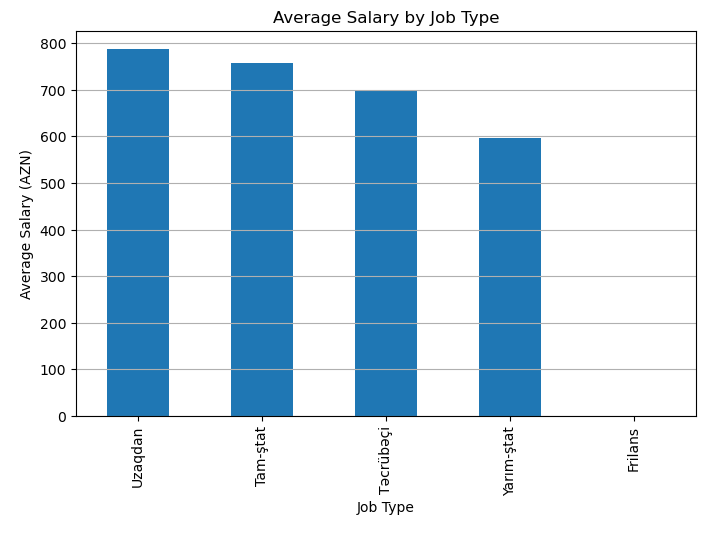 Average Salary by Job Type
Average Salary (AZN)
800
700
600
500
400
300
200
100
0
Uzaqdan
Tam-ştat
Təcrübəçi
Yarım-ştat
Frilans
Job Type